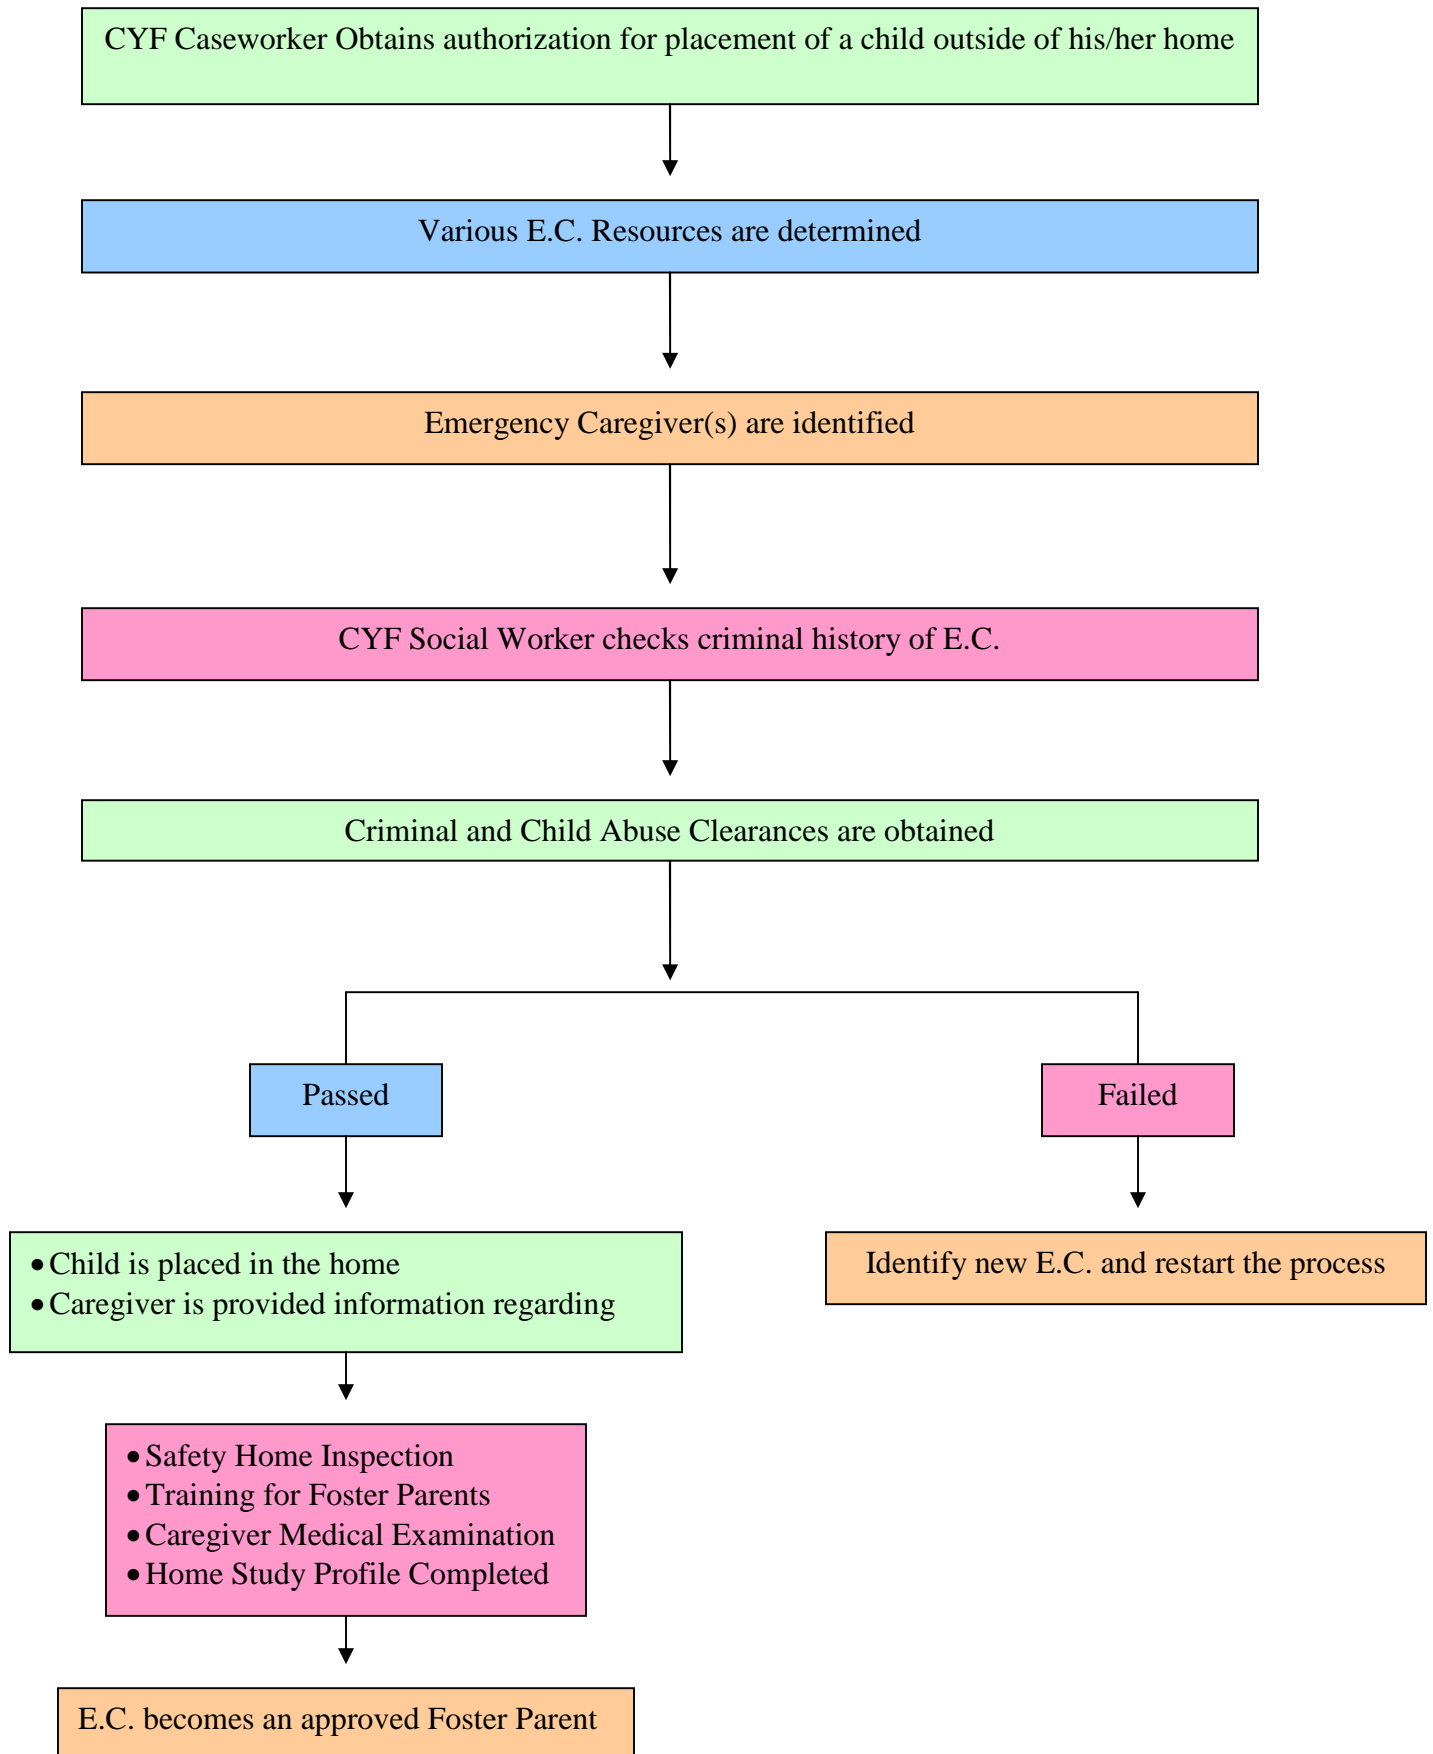 CYF Caseworker Obtains authorization for placement of a child outside of his/her home
Various E.C. Resources are determined
Emergency Caregiver(s) are identified
CYF Social Worker checks criminal history of E.C.
Criminal and Child Abuse Clearances are obtained
Passed
Failed
• Child is placed in the home
• Caregiver is provided information regarding
Identify new E.C. and restart the process
• Safety Home Inspection
• Training for Foster Parents
• Caregiver Medical Examination
• Home Study Profile Completed
E.C. becomes an approved Foster Parent